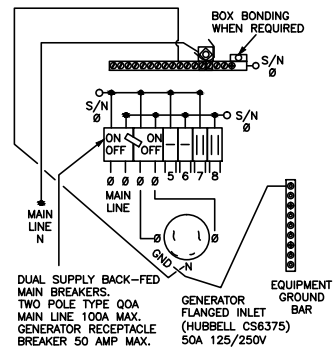 BOX BONDING
WHEN REQUIRED
S/N
Ø
S/N
Ø
S/N
Ø
ON
OFF
ON
OFF
Ø Ø Ø Ø 5 6 7 8
MAIN
LINE
MAIN
LINE
N
Ø
Ø
GND
N
DUAL SUPPLY BACK-FED
MAIN BREAKERS.
TWO POLE TYPE QOA
MAIN LINE 100A MAX.
GENERATOR RECEPTACLE
BREAKER 50 AMP MAX.
GENERATOR
FLANGED INLET
(HUBBELL CS6375)
50A 125/250V
EQUIPMENT
GROUND
BAR